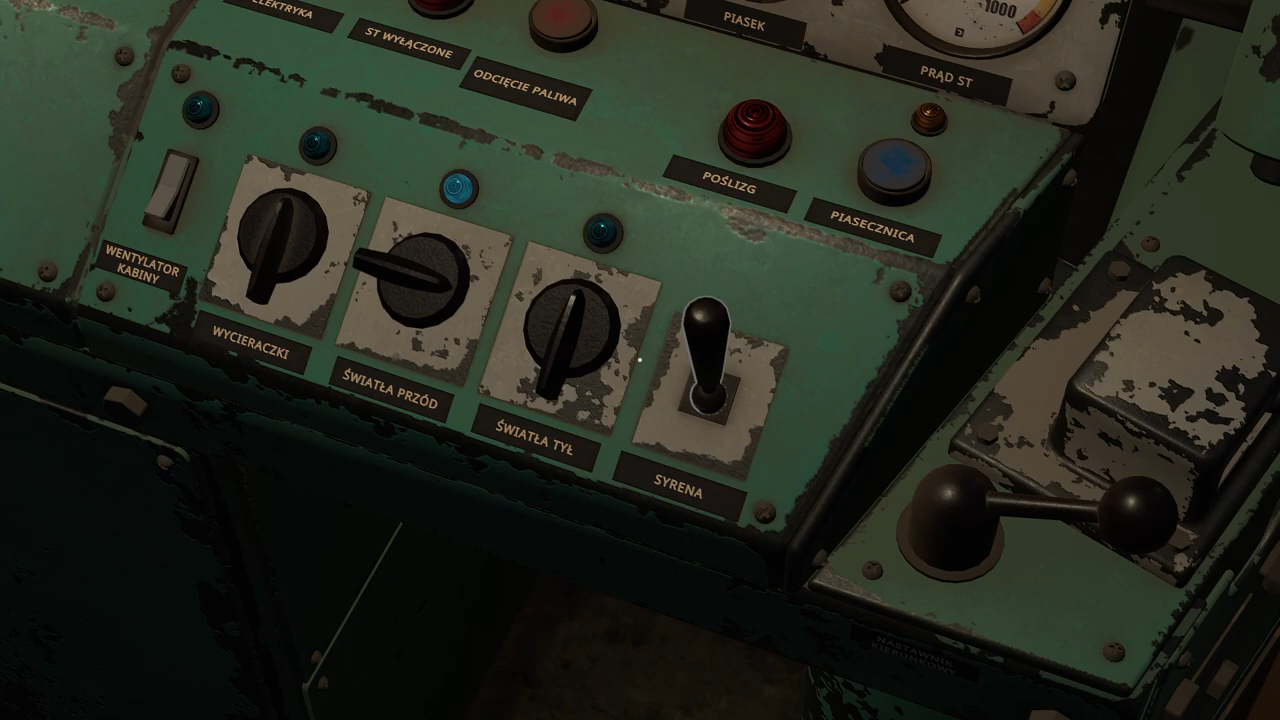 ELEKTRYKA
ST WYŁĄCZONE
ODCIĘCIE PALIWA
PIASEK
1000
PRĄD ST
POŚLIZG
PIASECZNICA
WENTYLATOR
KABINY
WYCIERACZKI
ŚWIATŁA PRZÓD
ŚWIATŁA TYŁ
SYRENA
NASTAWNIK
KIERUNKOWY